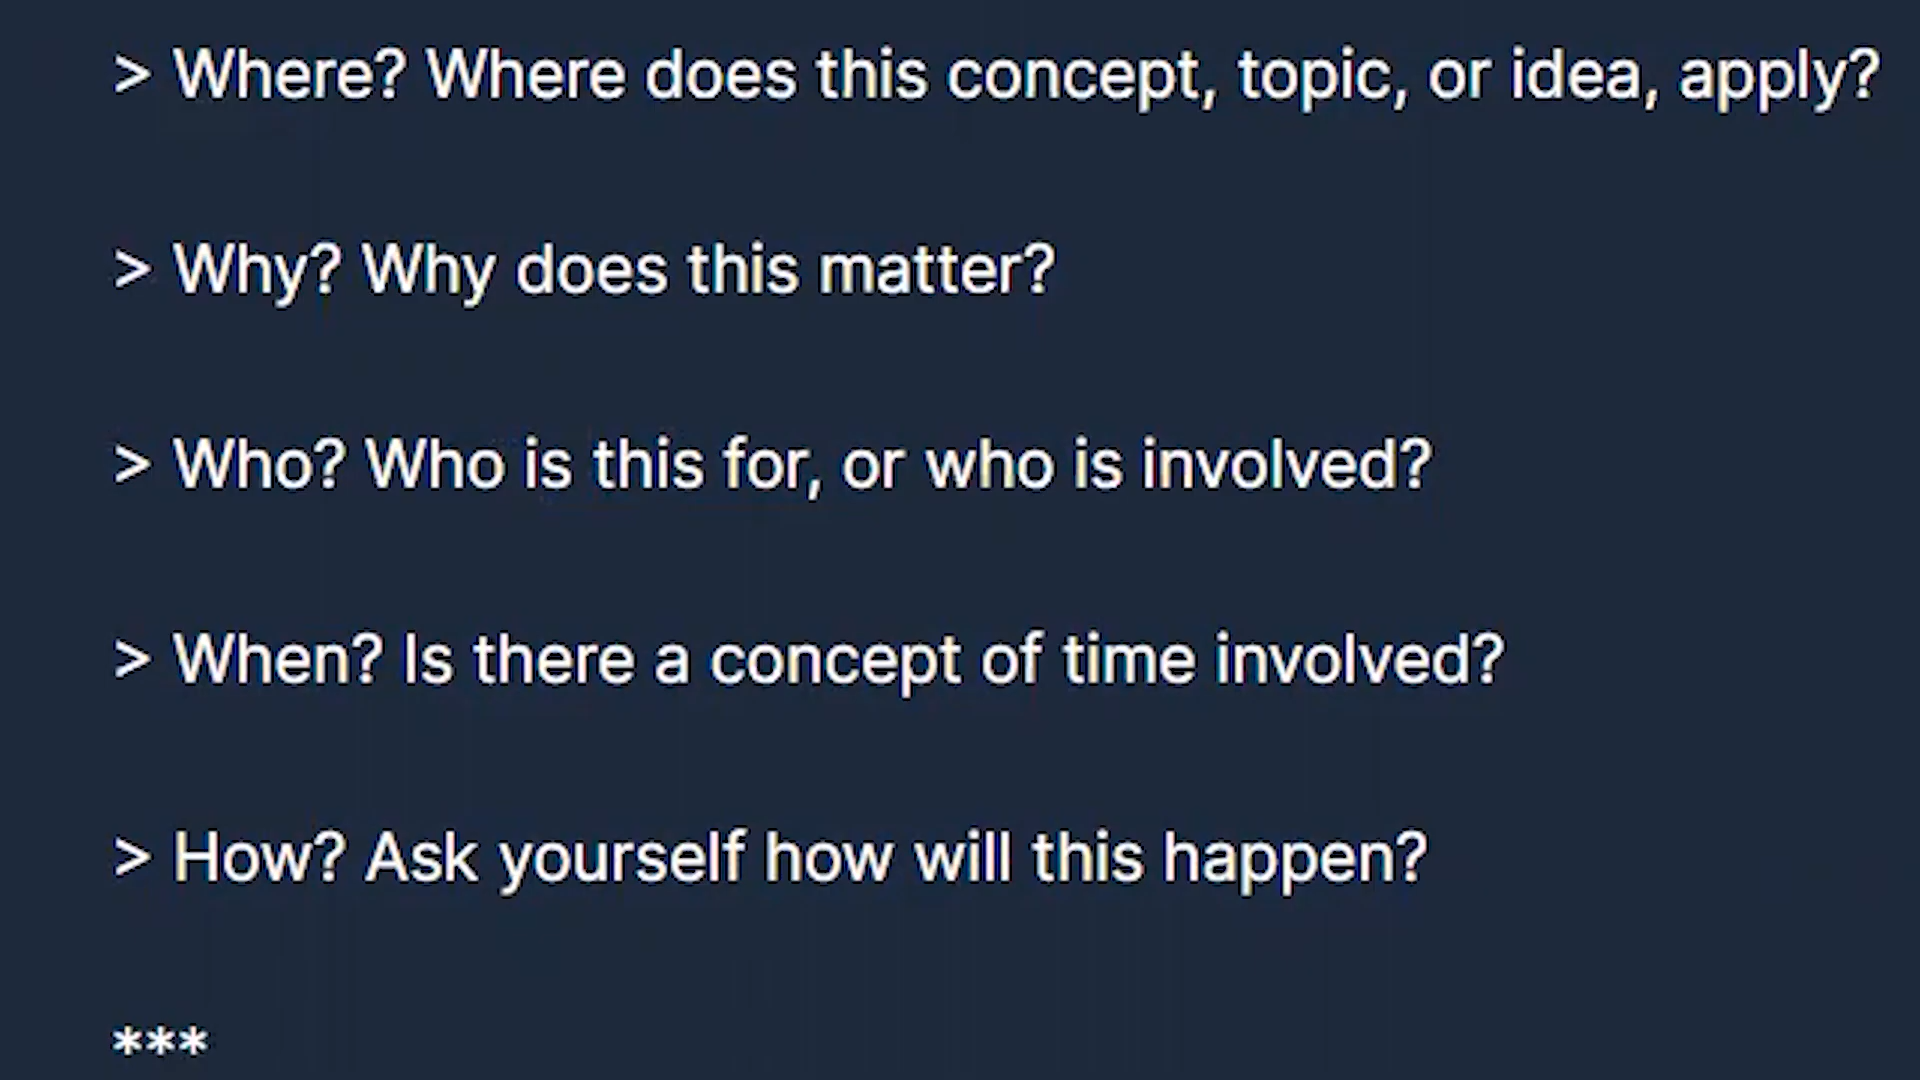 > Where? Where does this concept, topic, or idea, apply?
> Why? Why does this matter?
> Who? Who is this for, or who is involved?
> When? Is there a concept of time involved?
> How? Ask yourself how will this happen?
***